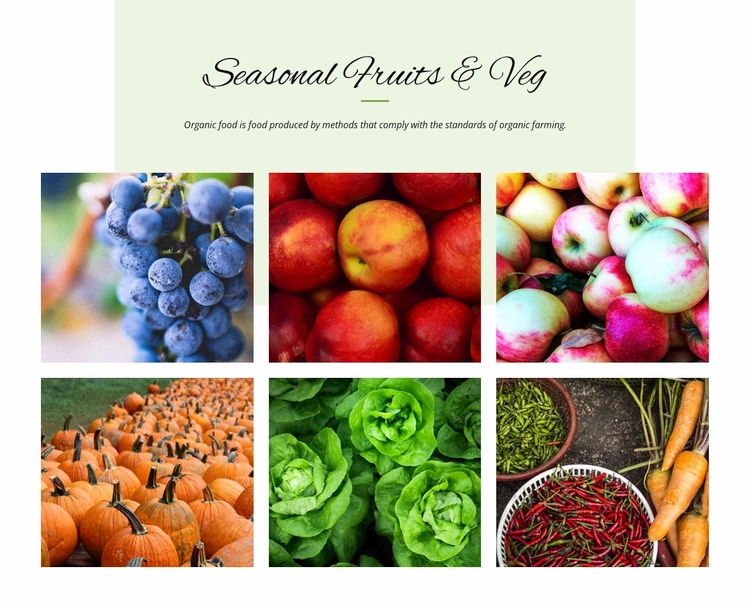 Seasonal Fruits & Veg
Organic food is food produced by methods that comply with the standards of organic farming.